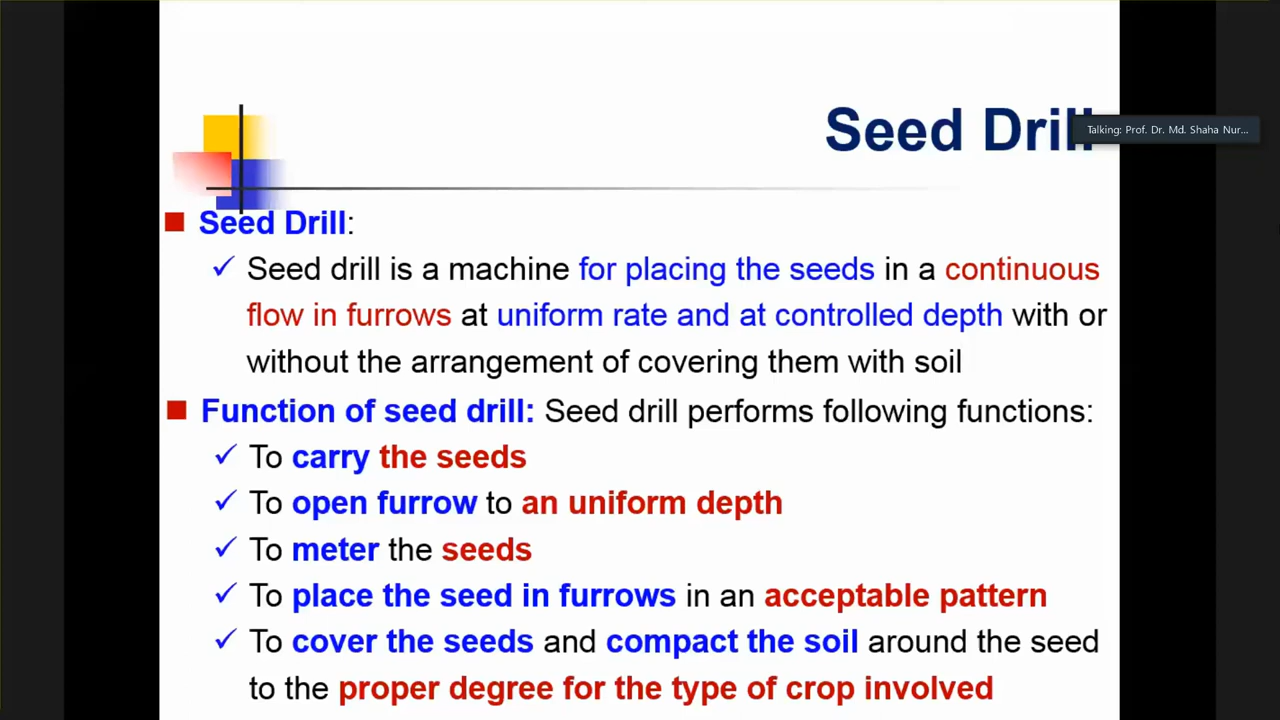 Seed Drill
Talking: Prof. Dr. Md. Shaha Nur...
Seed Drill:
Seed drill is a machine for placing the seeds in a continuous
flow in furrows at uniform rate and at controlled depth with or
without the arrangement of covering them with soil
Function of seed drill: Seed drill performs following functions:
To carry the seeds
To open furrow to an uniform depth
To meter the seeds
To place the seed in furrows in an acceptable pattern
To cover the seeds and compact the soil around the seed
to the proper degree for the type of crop involved